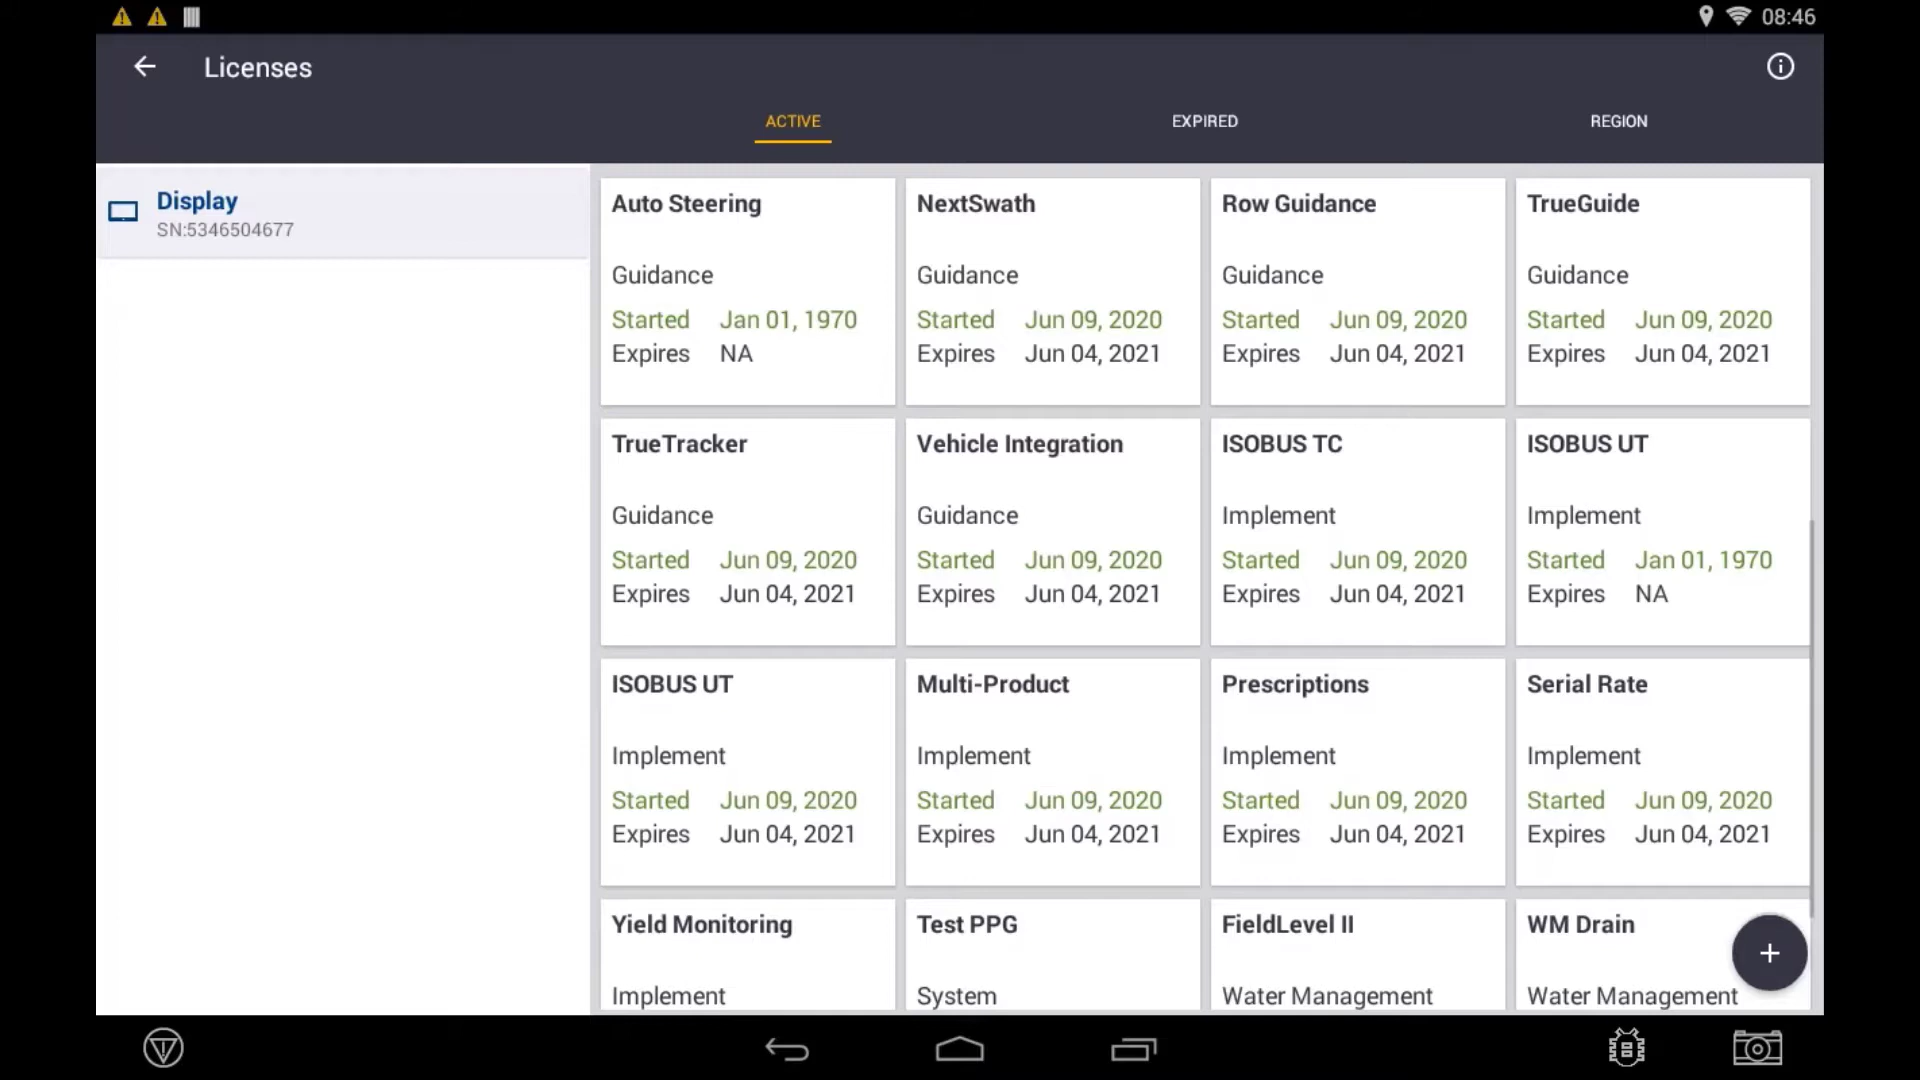 08:46
Licenses
ACTIVE
EXPIRED
REGION
Display
SN:5346504677
Auto Steering
Guidance
Started Jan 01, 1970
Expires NA
NextSwath
Guidance
Started Jun 09, 2020
Expires Jun 04, 2021
Row Guidance
Guidance
Started Jun 09, 2020
Expires Jun 04, 2021
TrueGuide
Guidance
Started Jun 09, 2020
Expires Jun 04, 2021
TrueTracker
Guidance
Started Jun 09, 2020
Expires Jun 04, 2021
Vehicle Integration
Guidance
Started Jun 09, 2020
Expires Jun 04, 2021
ISOBUS TC
Implement
Started Jun 09, 2020
Expires Jun 04, 2021
ISOBUS UT
Implement
Started Jan 01, 1970
Expires NA
ISOBUS UT
Implement
Started Jun 09, 2020
Expires Jun 04, 2021
Multi-Product
Implement
Started Jun 09, 2020
Expires Jun 04, 2021
Prescriptions
Implement
Started Jun 09, 2020
Expires Jun 04, 2021
Serial Rate
Implement
Started Jun 09, 2020
Expires Jun 04, 2021
Yield Monitoring
Implement
Test PPG
System
FieldLevel II
Water Management
WM Drain
Water Management